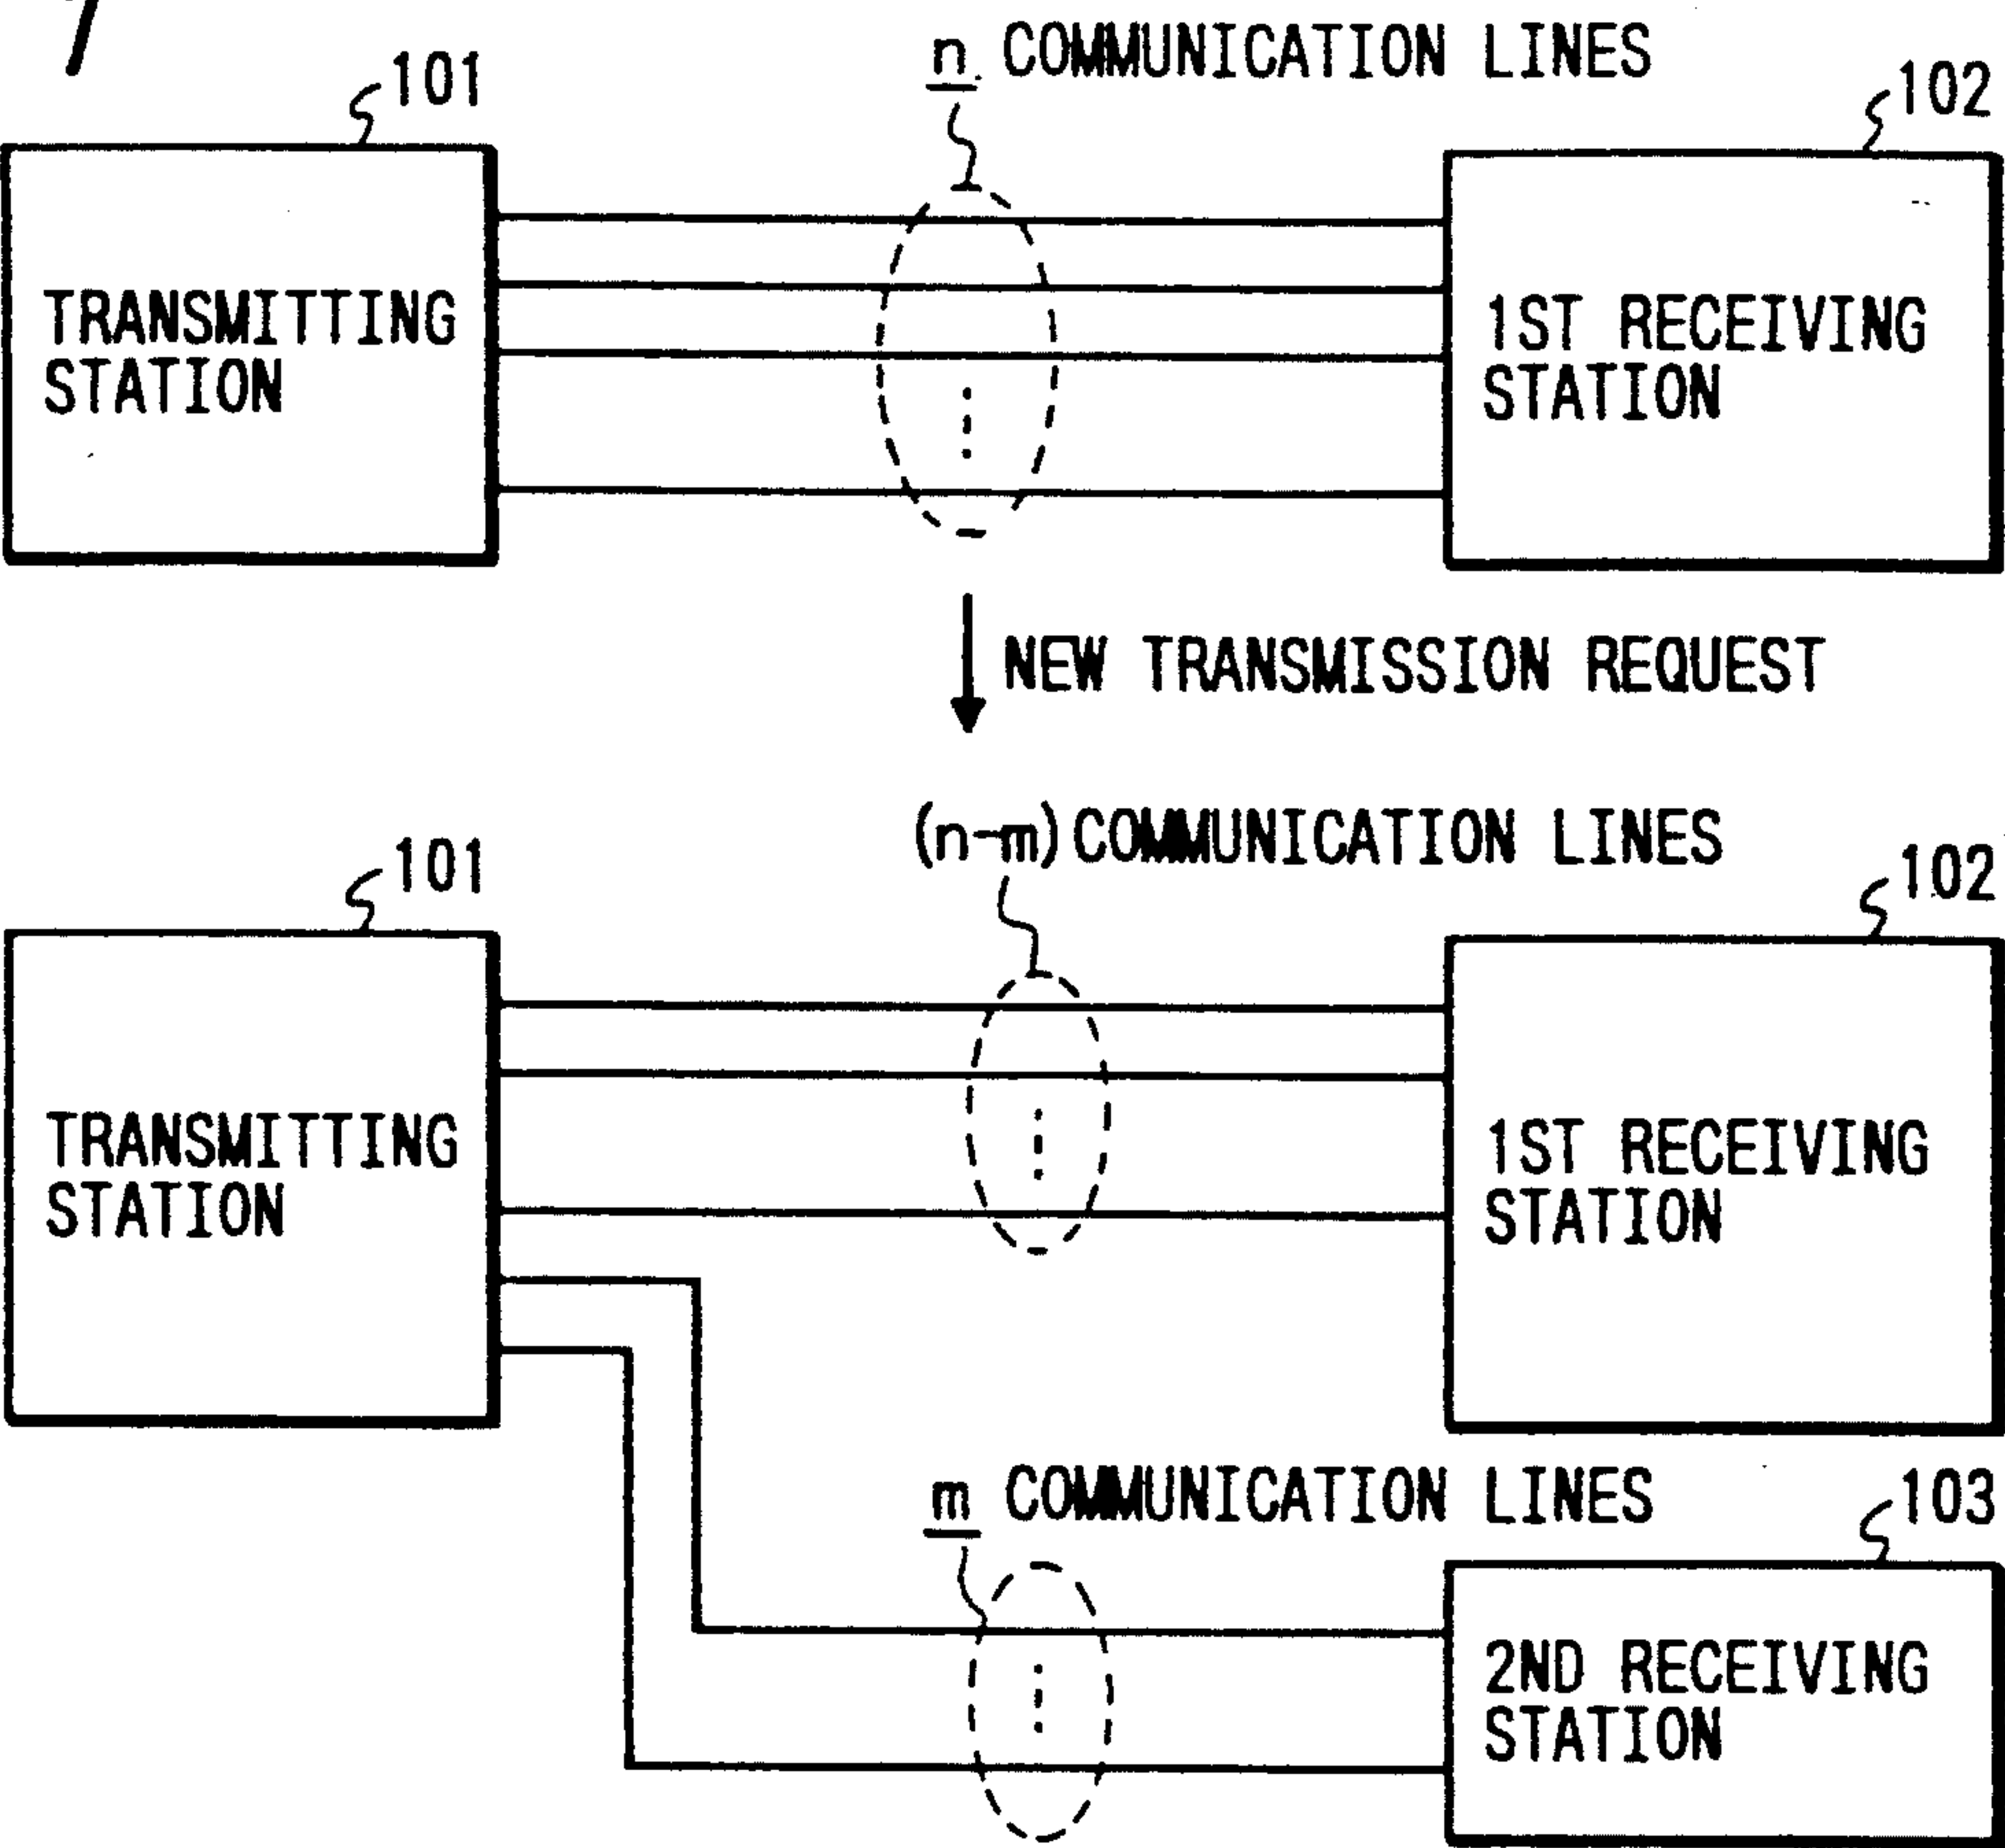 101
n COMMUNICATION LINES
102
TRANSMITTING
STATION
1ST RECEIVING
STATION
NEW TRANSMISSION REQUEST
(n-m) COMMUNICATION LINES
101
102
TRANSMITTING
STATION
1ST RECEIVING
STATION
m COMMUNICATION LINES
103
2ND RECEIVING
STATION